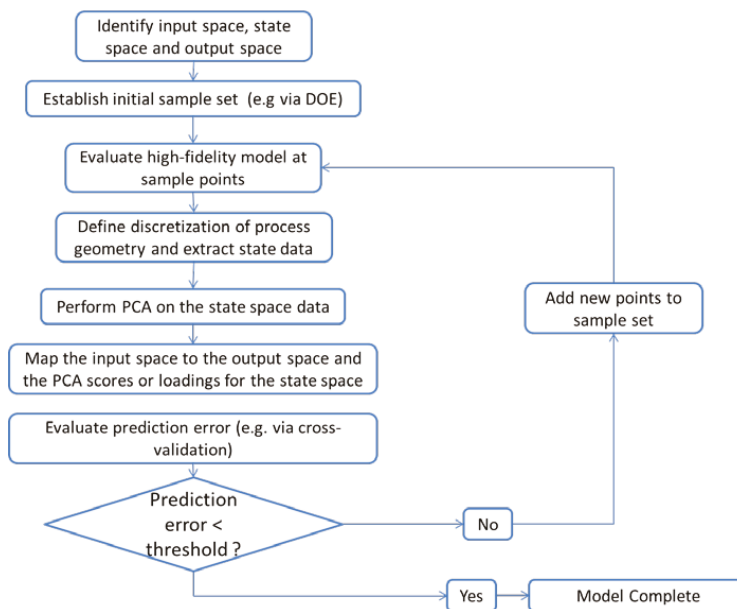 Identify input space, state
space and output space
Establish initial sample set (e.g via DOE)
Evaluate high-fidelity model at
sample points
Define discretization of process
geometry and extract state data
Perform PCA on the state space data
Map the input space to the output space and
the PCA scores or loadings for the state space
Evaluate prediction error (e.g. via cross-
validation)
Prediction
error <
threshold ?
No
Add new points to
sample set
Yes
Model Complete